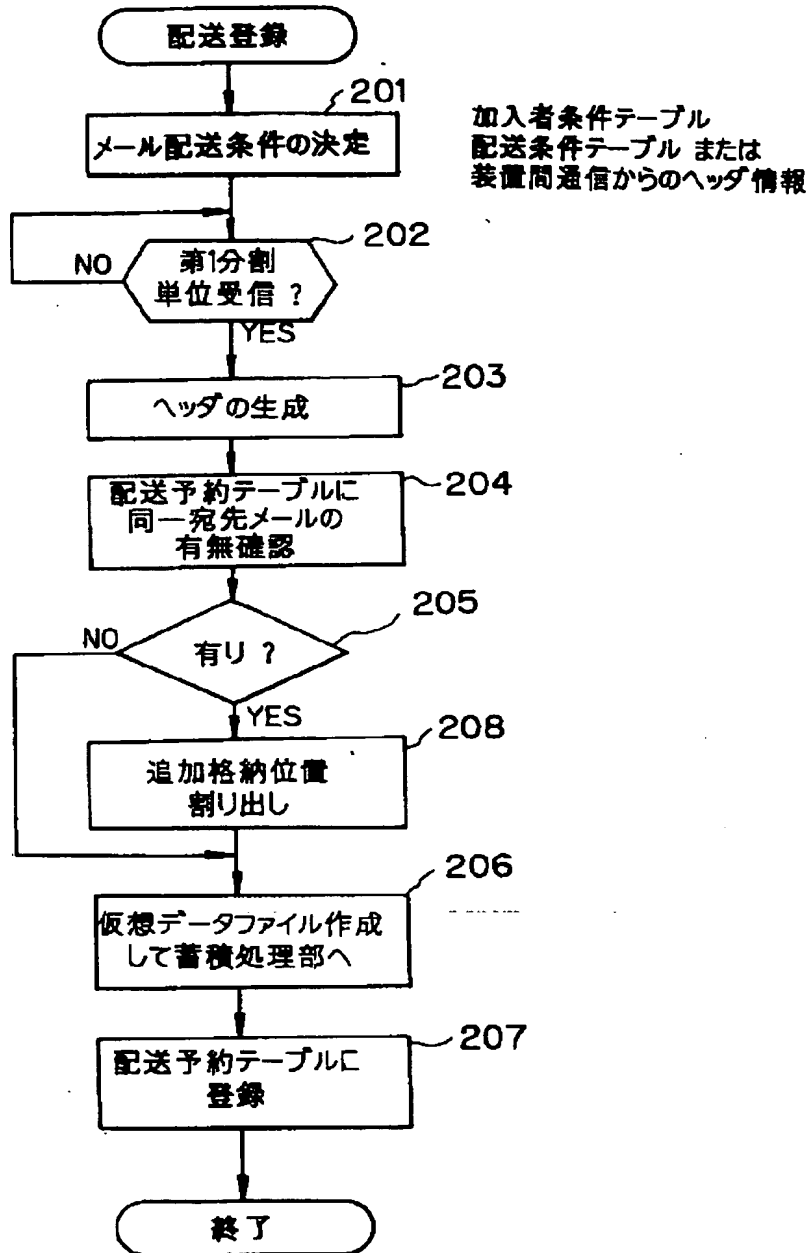 配送登録
201
メール配送条件の決定
加入者条件テーブル
配送条件テーブル または
装置間通信からのヘッダ情報
202
第1分割
単位受信?
NO
YES
203
ヘッダの生成
204
配送予約テーブルに
同一宛先メールの
有無確認
205
有り?
NO
YES
208
追加格納位置
割り出し
206
仮想データファイル作成
して蓄積処理部へ
207
配送予約テーブルに
登録
終了